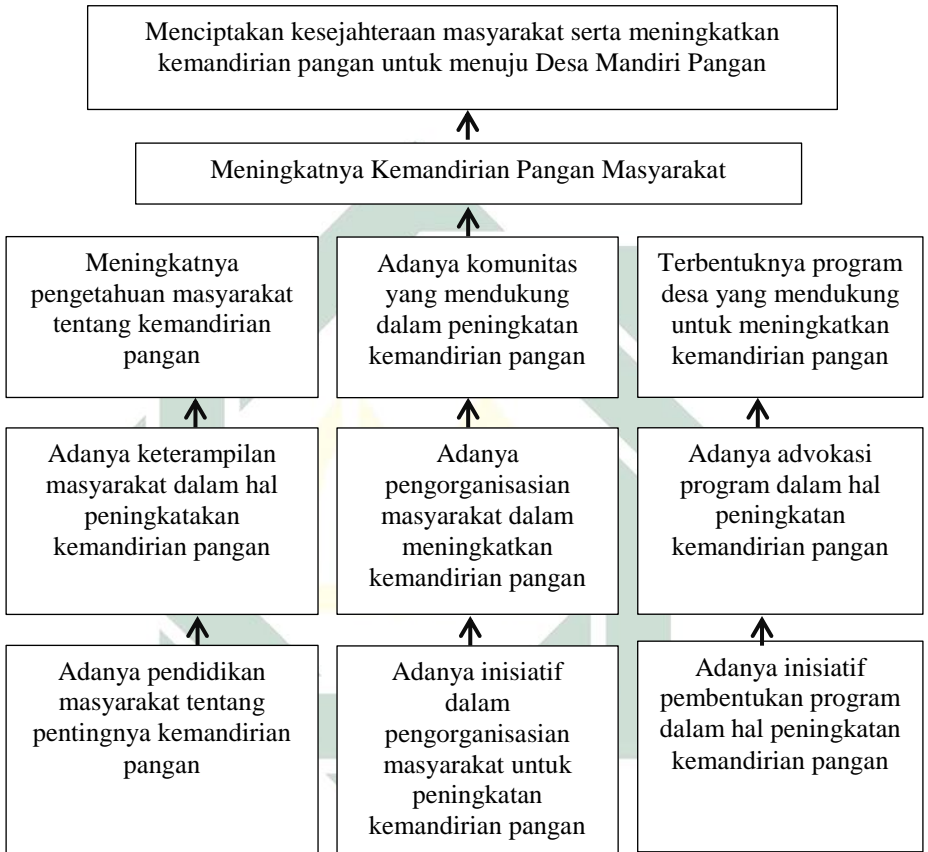 Menciptakan kesejahteraan masyarakat serta meningkatkan
kemandirian pangan untuk menuju Desa Mandiri Pangan
Meningkatnya Kemandirian Pangan Masyarakat
Meningkatnya
pengetahuan masyarakat
tentang kemandirian
pangan
Adanya komunitas
yang mendukung
dalam peningkatan
kemandirian pangan
Terbentuknya program
desa yang mendukung
untuk meningkatkan
kemandirian pangan
Adanya keterampilan
masyarakat dalam hal
peningkatakan
kemandirian pangan
Adanya
pengorganisasian
masyarakat dalam
meningkatkan
kemandirian pangan
Adanya advokasi
program dalam hal
peningkatan
kemandirian pangan
Adanya pendidikan
masyarakat tentang
pentingnya kemandirian
pangan
Adanya inisiatif
dalam
pengorganisasian
masyarakat untuk
peningkatan
kemandirian pangan
Adanya inisiatif
pembentukan program
dalam hal peningkatan
kemandirian pangan